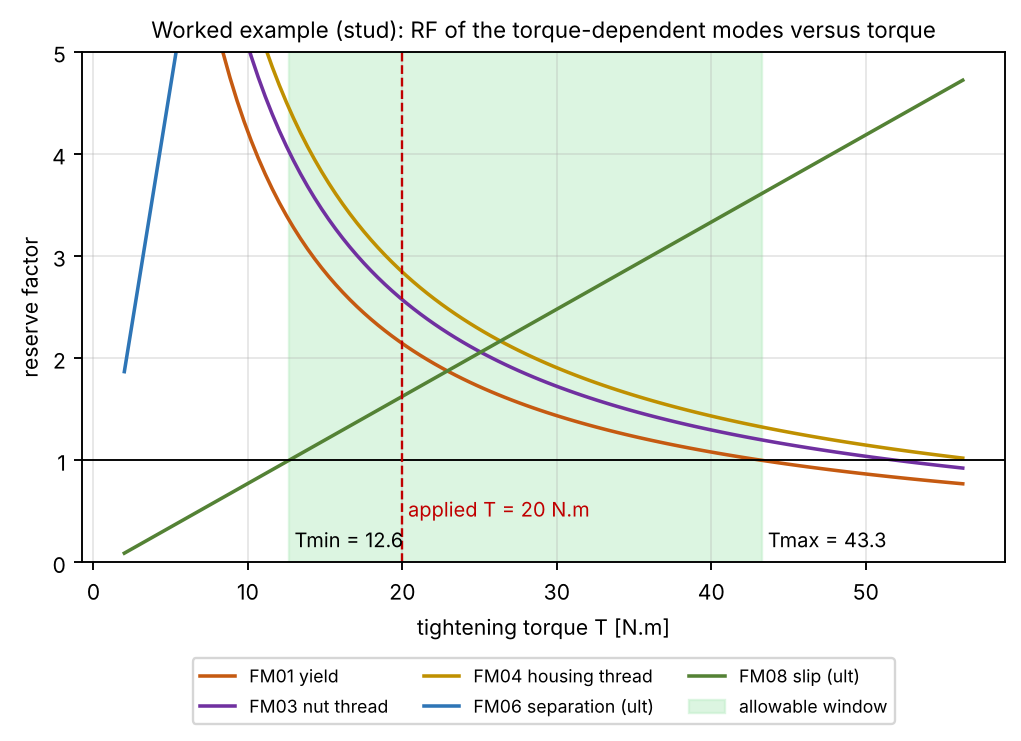 Worked example (stud): RF of the torque-dependent modes versus torque
5
4
3
2
1
0
reserve factor
applied T = 20 N.m
Tmin = 12.6
Tmax = 43.3
0 10 20 30 40 50
tightening torque T [N.m]
FM01 yield FM04 housing thread FM08 slip (ult)
FM03 nut thread FM06 separation (ult) allowable window